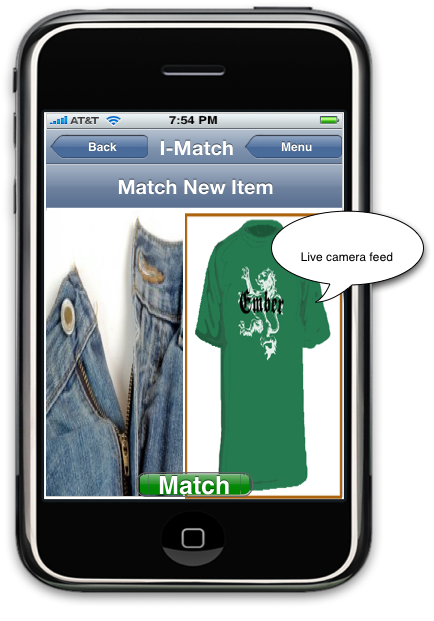 AT&T 7:54 PM
Back I-Match Menu
Match New Item
Live camera feed
Ember
Match